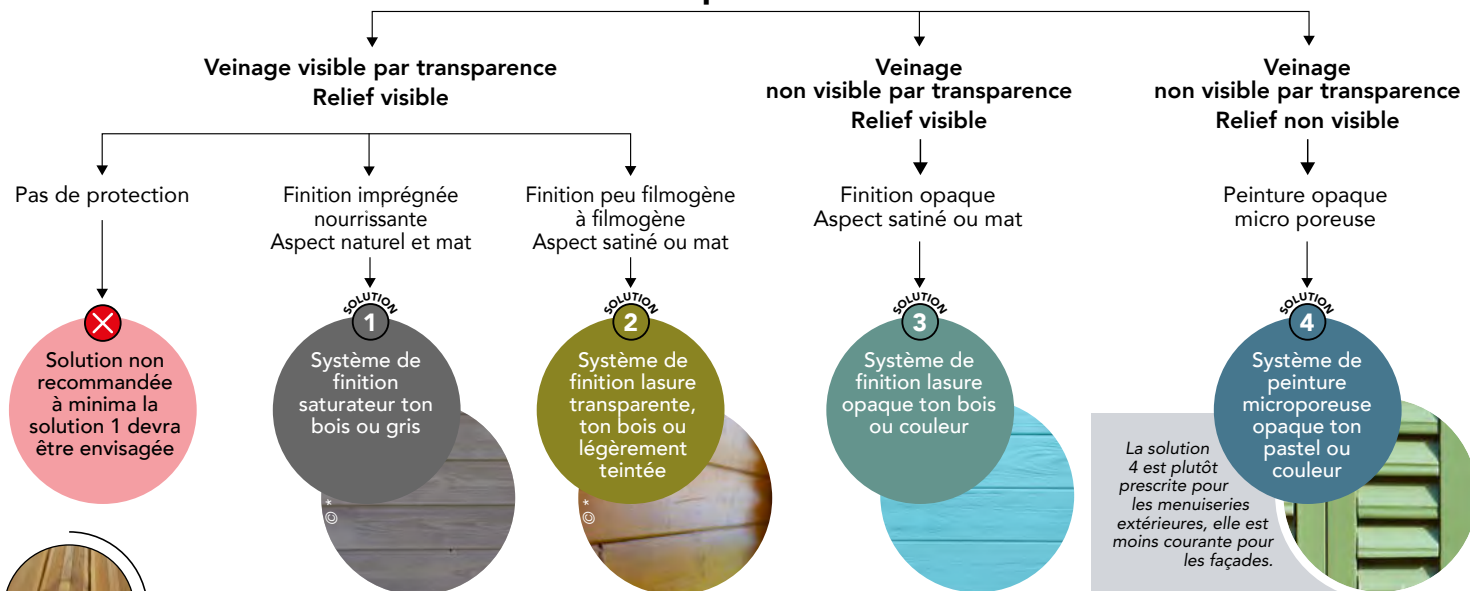 Veinage visible par transparence
Relief visible
Veinage
non visible par transparence
Relief visible
Veinage
non visible par transparence
Relief non visible
Pas de protection
Finition imprégnée
nourrissante
Aspect naturel et mat
Finition peu filmogène
à filmogène
Aspect satiné ou mat
Finition opaque
Aspect satiné ou mat
Peinture opaque
micro poreuse
Solution non
recommandée
à minima la
solution 1 devra
être envisagée
SOLUTION
1
Système de
finition
saturateur ton
bois ou gris
© *
SOLUTION
2
Système de
finition lasure
transparente,
ton bois ou
légèrement
teintée
© *
SOLUTION
3
Système de
finition lasure
opaque ton bois
ou couleur
SOLUTION
4
Système de
peinture
microporeuse
opaque ton
pastel ou
couleur
La solution
4 est plutôt
prescrite pour
les menuiseries
extérieures, elle est
moins courante pour
les façades.